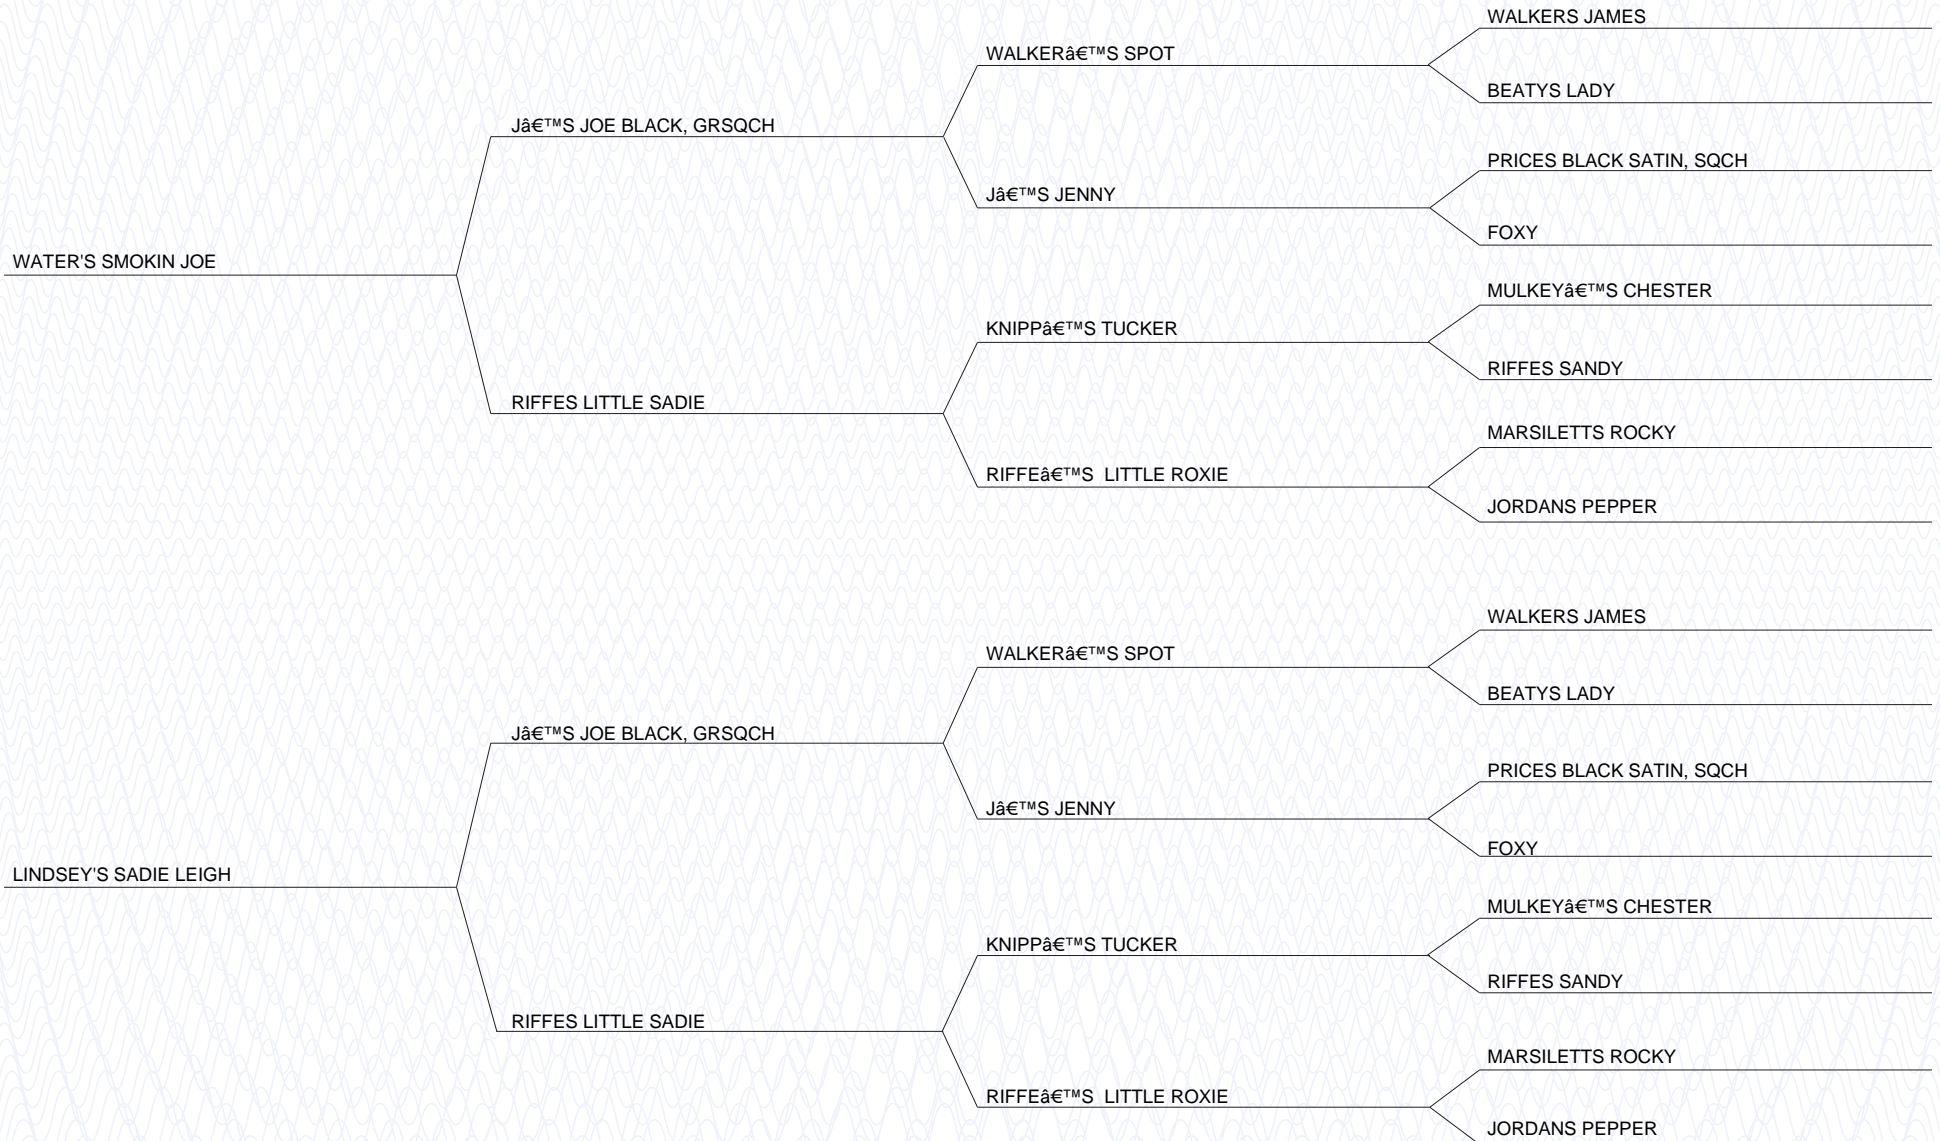 WALKERS JAMES
WALKERâ€™S SPOT
BEATYS LADY
Jâ€™S JOE BLACK, GRSQCH
PRICES BLACK SATIN, SQCH
Jâ€™S JENNY
FOXY
WATER'S SMOKIN JOE
MULKEYâ€™S CHESTER
KNIPPâ€™S TUCKER
RIFFES SANDY
RIFFES LITTLE SADIE
MARSILETTS ROCKY
RIFFEâ€™S  LITTLE ROXIE
JORDANS PEPPER
WALKERS JAMES
WALKERâ€™S SPOT
BEATYS LADY
Jâ€™S JOE BLACK, GRSQCH
PRICES BLACK SATIN, SQCH
Jâ€™S JENNY
FOXY
LINDSEY'S SADIE LEIGH
MULKEYâ€™S CHESTER
KNIPPâ€™S TUCKER
RIFFES SANDY
RIFFES LITTLE SADIE
MARSILETTS ROCKY
RIFFEâ€™S  LITTLE ROXIE
JORDANS PEPPER